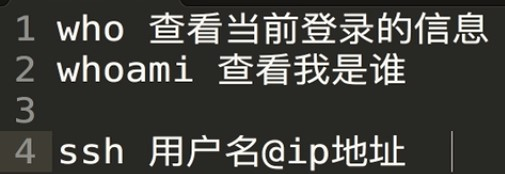 1 who 查看当前登录的信息
2 whoami 查看我是谁
3
4 ssh 用户名@ip地址